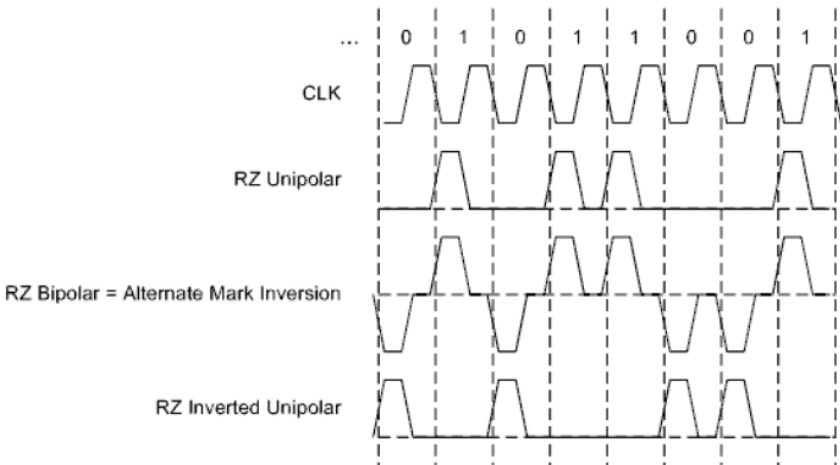 ... 0 1 0 1 1 0 0 1
CLK
RZ Unipolar
RZ Bipolar = Alternate Mark Inversion
RZ Inverted Unipolar